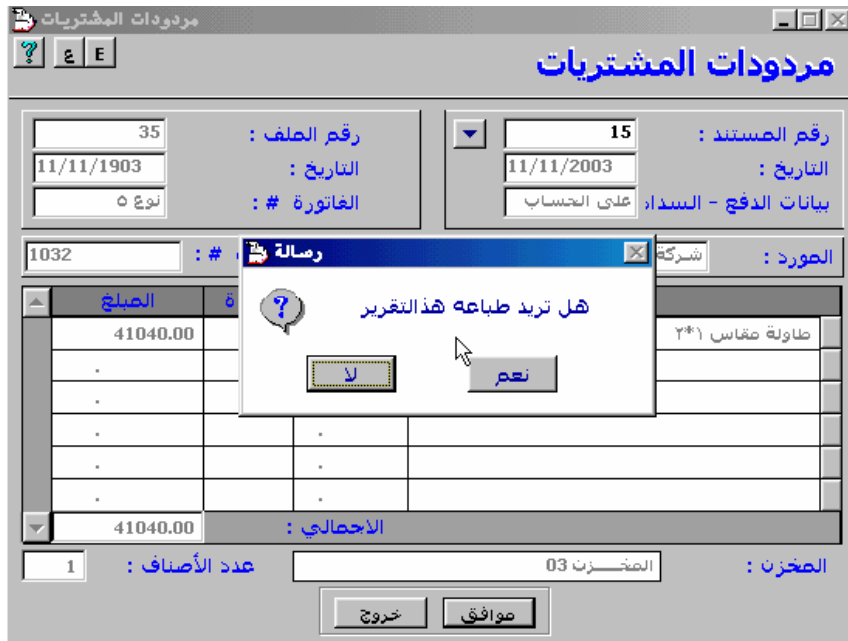 مردودات المشتريات
E ع ?
مردودات المشتريات
رقم المستند : 15 رقم الملف : 35
التاريخ : 11/11/2003 التاريخ : 11/11/1903
بيانات الدفع - السداد على الحساب الفاتورة # : نوع ٥
المورد : شركة # : 1032
رسالة
?
هل تريد طباعه هذالتقرير
نعم لا
المبلغ
طاولة مقاس ١*٢ 41040.00
الاجمالي : 41040.00
المخزن : المخـــزن 03 عدد الأصناف : 1
موافق خروج